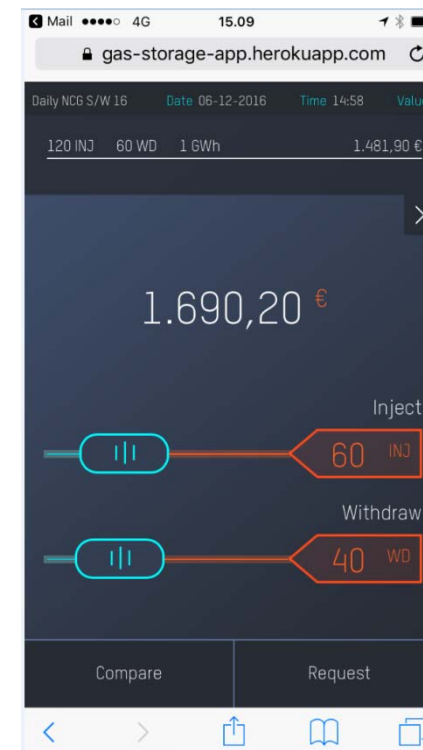 Mail 4G 15.09
gas-storage-app.herokuapp.com
Daily NCG S/W 16 Date 06-12-2016 Time 14:58 Value
120 INJ 60 WD 1 GWh 1.481,90 €
1.690,20 €
Inject
60 INJ
Withdraw
40 WD
Compare Request